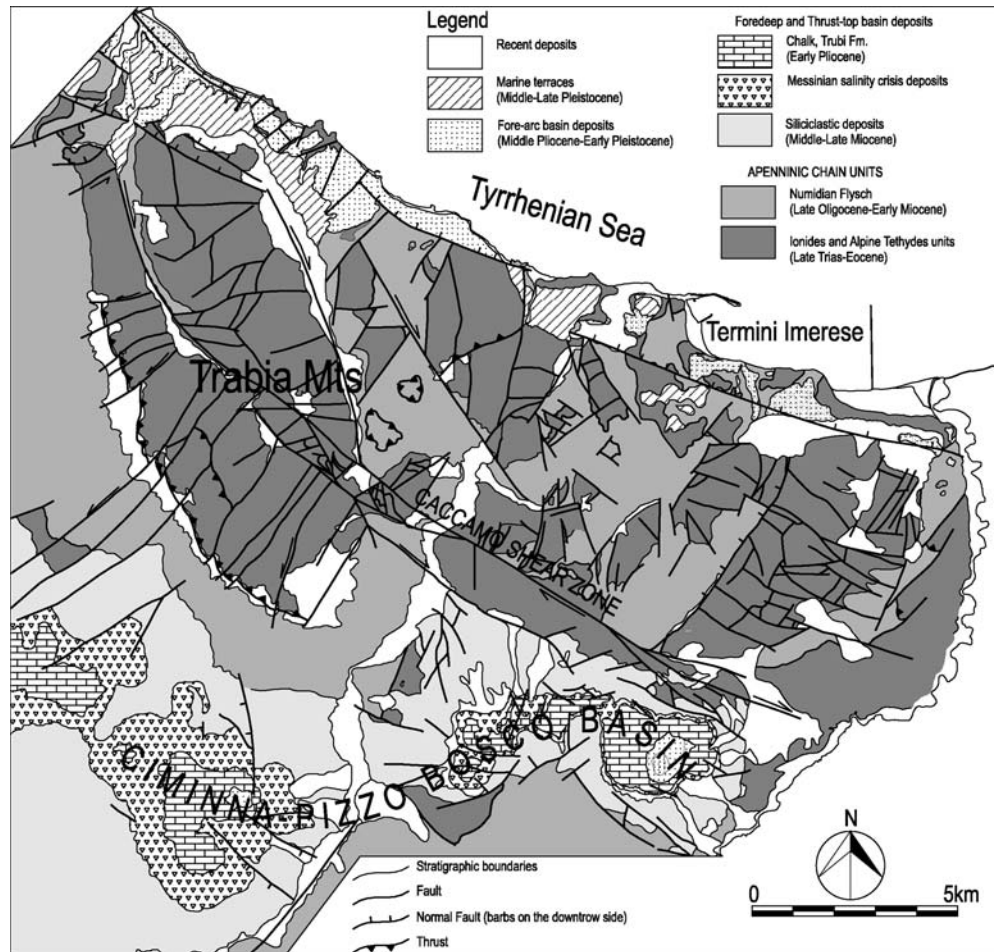 Legend
Recent deposits
Marine terraces
(Middle-Late Pleistocene)
Fore-arc basin deposits
(Middle Pliocene-Early Pleistocene)
Foredeep and Thrust-top basin deposits
Chalk, Trubi Fm.
(Early Pliocene)
Messinian salinity crisis deposits
Siliciclastic deposits
(Middle-Late Miocene)
APENNINIC CHAIN UNITS
Numidian Flysch
(Late Oligocene-Early Miocene)
Ionides and Alpine Tethydes units
(Late Trias-Eocene)
Tyrrhenian Sea
Termini Imerese
Trabia Mts
CACCAMO SHEAR ZONE
CIMINNA-PIZZO BOSCO BASIN
Stratigraphic boundaries
Fault
Normal Fault (barbs on the downtrow side)
Thrust
N
0 5km